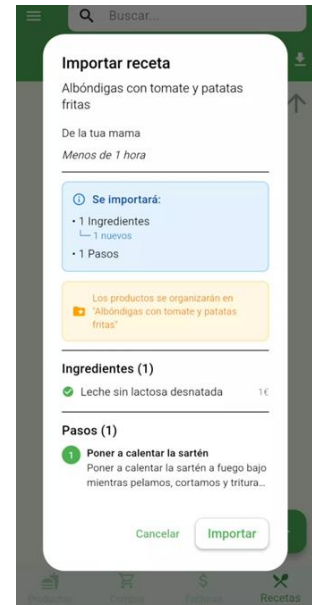 Buscar...
Importar receta
Albóndigas con tomate y patatas
fritas
De la tua mama
Menos de 1 hora
Se importará:
• 1 Ingredientes
1 nuevos
• 1 Pasos
Los productos se organizarán en
"Albóndigas con tomate y patatas
fritas"
Ingredientes (1)
Leche sin lactosa desnatada 1€
Pasos (1)
1 Poner a calentar la sartén
Poner a calentar la sartén a fuego bajo
mientras pelamos, cortamos y tritura...
Cancelar Importar
Productos Compra Facturas Recetas